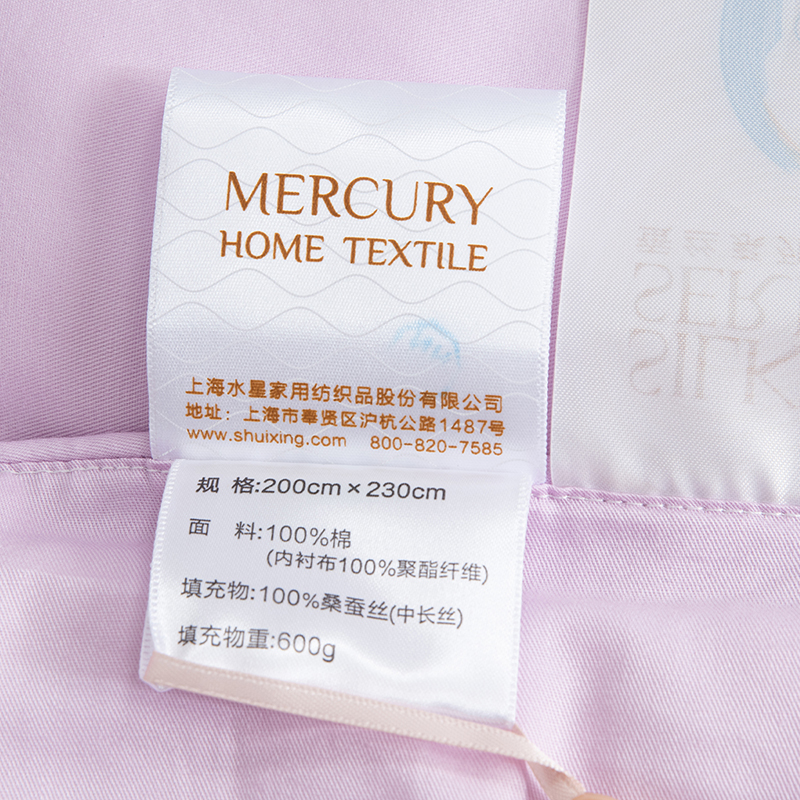 MERCURY
HOME TEXTILE
上海水星家用纺织品股份有限公司
地址：上海市奉贤区沪杭公路1487号
www.shuixing.com 800-820-7585
规 格:200cm×230cm
面 料:100%棉
(内衬布100%聚酯纤维)
填充物:100%桑蚕丝(中长丝)
填充物重:600g
SILK
SER